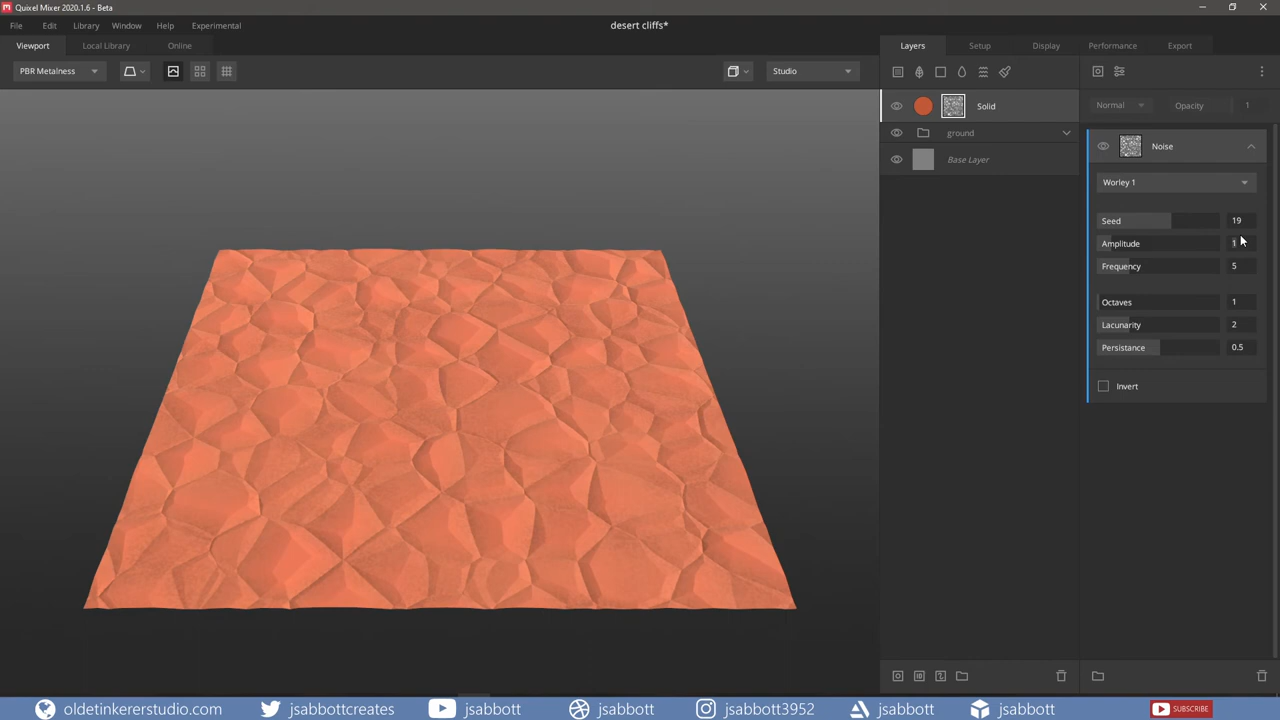 Quixel Mixer 2020.1.6 - Beta
File Edit Library Window Help Experimental
desert cliffs*
Viewport Local Library Online
Layers Setup Display Performance Export
PBR Metalness
Studio
Solid
Normal Opacity 1
ground
Base Layer
Noise
Worley 1
Seed 19
Amplitude 1
Frequency 5
Octaves 1
Lacunarity 2
Persistance 0.5
Invert
oldetinkererstudio.com jsabbottcreates jsabbott jsabbott jsabbott3952 jsabbott jsabbott SUBSCRIBE